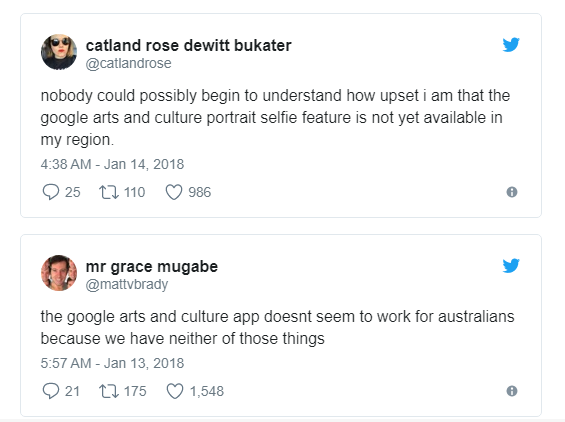 catland rose dewitt bukater
@catlandrose
nobody could possibly begin to understand how upset i am that the
google arts and culture portrait selfie feature is not yet available in
my region.
4:38 AM - Jan 14, 2018
25 110 986
mr grace mugabe
@mattvbrady
the google arts and culture app doesnt seem to work for australians
because we have neither of those things
5:57 AM - Jan 13, 2018
21 175 1,548